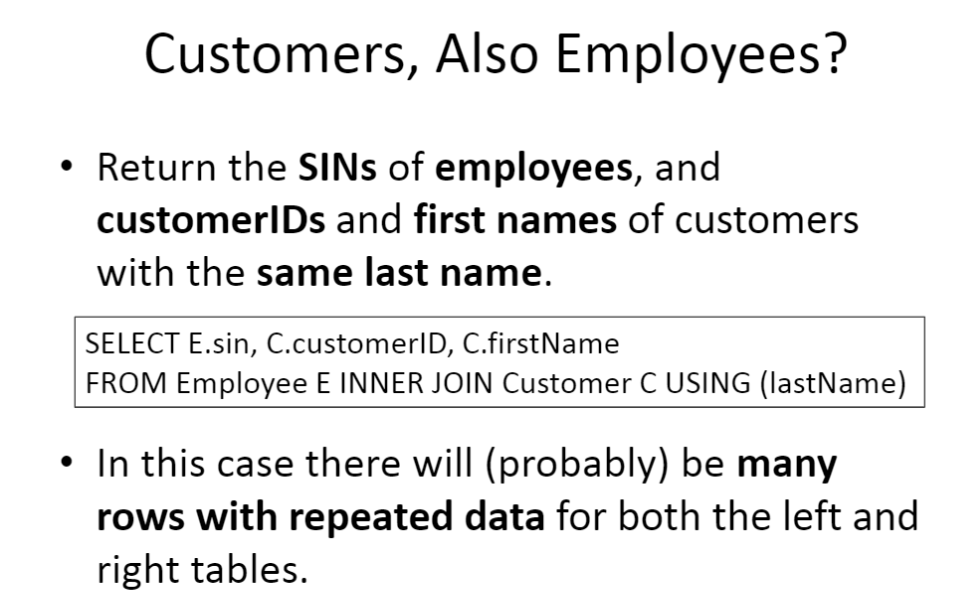 Customers, Also Employees?
• Return the SINs of employees, and
customerIDs and first names of customers
with the same last name.
SELECT E.sin, C.customerID, C.firstName
FROM Employee E INNER JOIN Customer C USING (lastName)
• In this case there will (probably) be many
rows with repeated data for both the left and
right tables.